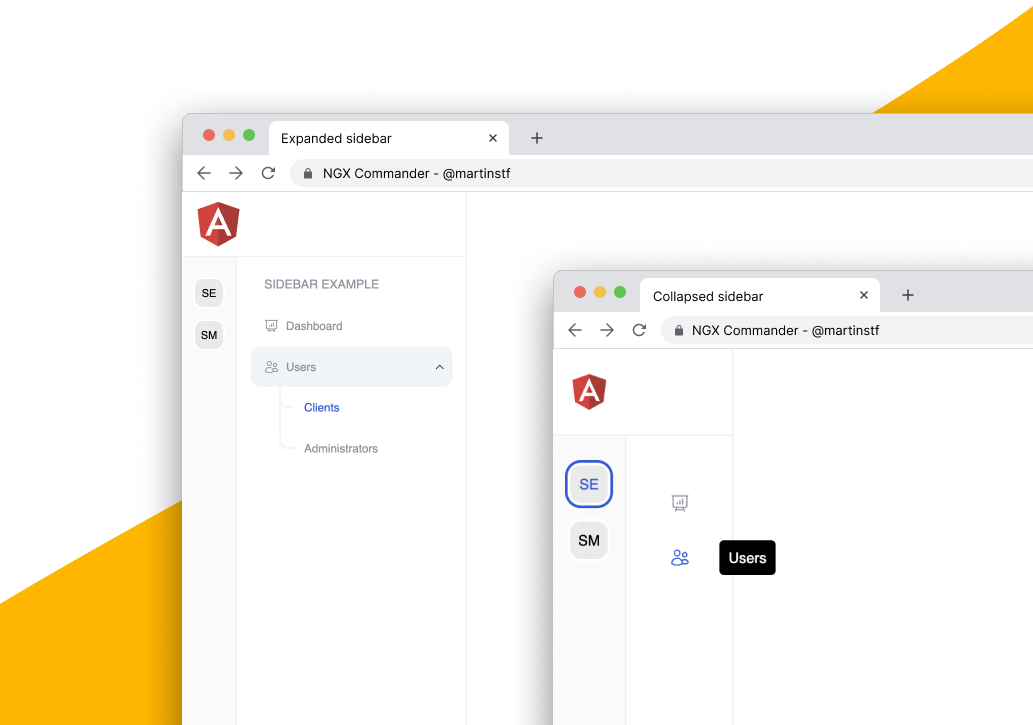 Expanded sidebar
NGX Commander - @martinstf
A
SE
SM
SIDEBAR EXAMPLE
Dashboard
Users
Clients
Administrators
Collapsed sidebar
NGX Commander - @martinstf
A
SE
SM
Users